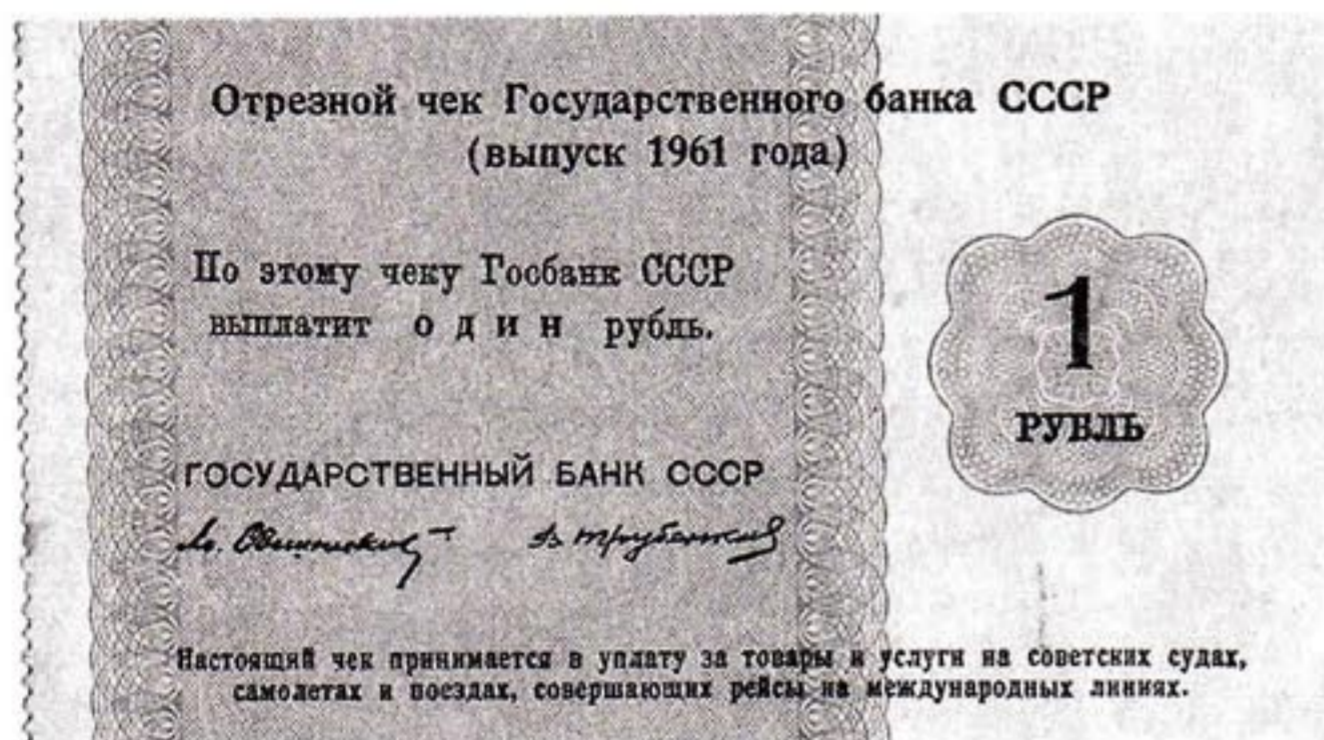 Отрезной чек Государственного банка СССР
(выпуск 1961 года)
По этому чеку Госбанк СССР
выплатит один рубль.
1
РУБЛЬ
ГОСУДАРСТВЕННЫЙ БАНК СССР
Настоящий чек принимается в уплату за товары и услуги на советских судах,
самолетах и поездах, совершающих рейсы на международных линиях.